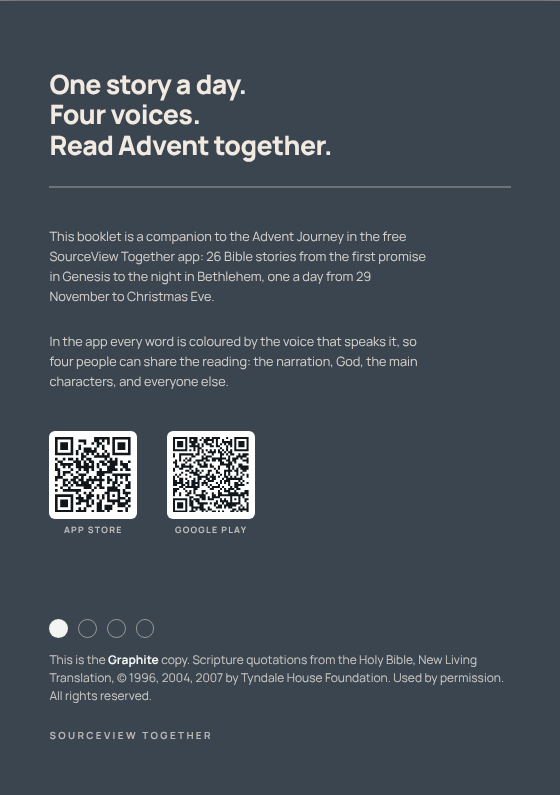 One story a day.
Four voices.
Read Advent together.
This booklet is a companion to the Advent Journey in the free
SourceView Together app: 26 Bible stories from the first promise
in Genesis to the night in Bethlehem, one a day from 29
November to Christmas Eve.
In the app every word is coloured by the voice that speaks it, so
four people can share the reading: the narration, God, the main
characters, and everyone else.
APP STORE
GOOGLE PLAY
This is the Graphite copy. Scripture quotations from the Holy Bible, New Living
Translation, © 1996, 2004, 2007 by Tyndale House Foundation. Used by permission.
All rights reserved.
SOURCEVIEW TOGETHER